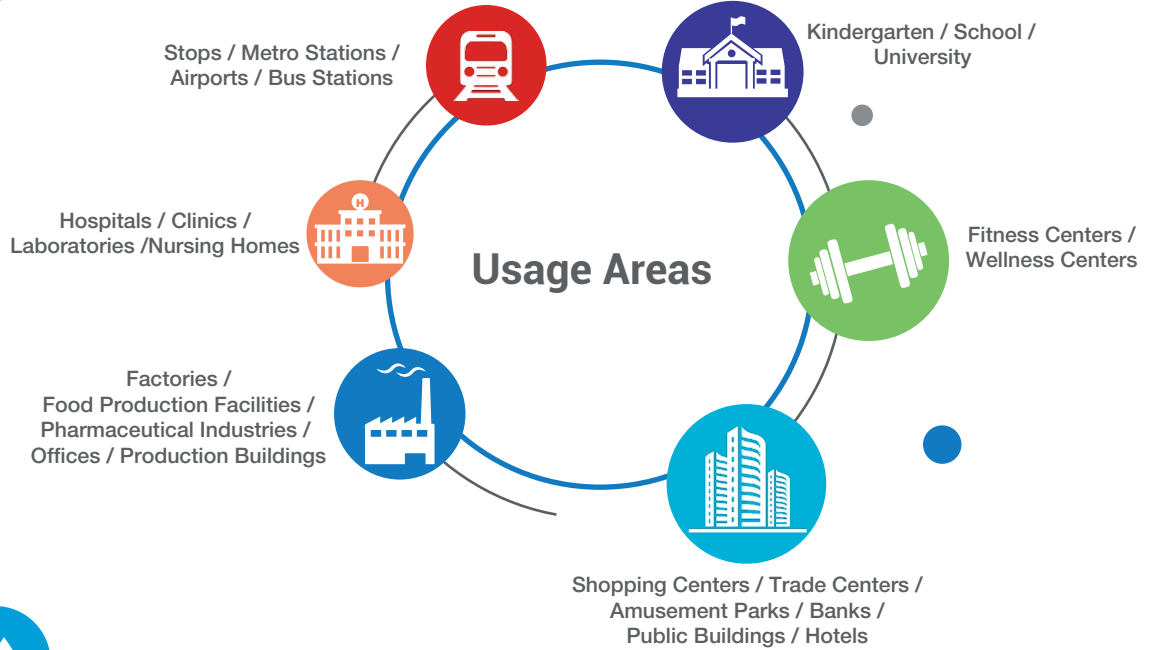 Stops / Metro Stations /
Airports / Bus Stations
Kindergarten / School /
University
H
Hospitals / Clinics /
Laboratories /Nursing Homes
Usage Areas
Fitness Centers /
Wellness Centers
Factories /
Food Production Facilities /
Pharmaceutical Industries /
Offices / Production Buildings
Shopping Centers / Trade Centers /
Amusement Parks / Banks /
Public Buildings / Hotels